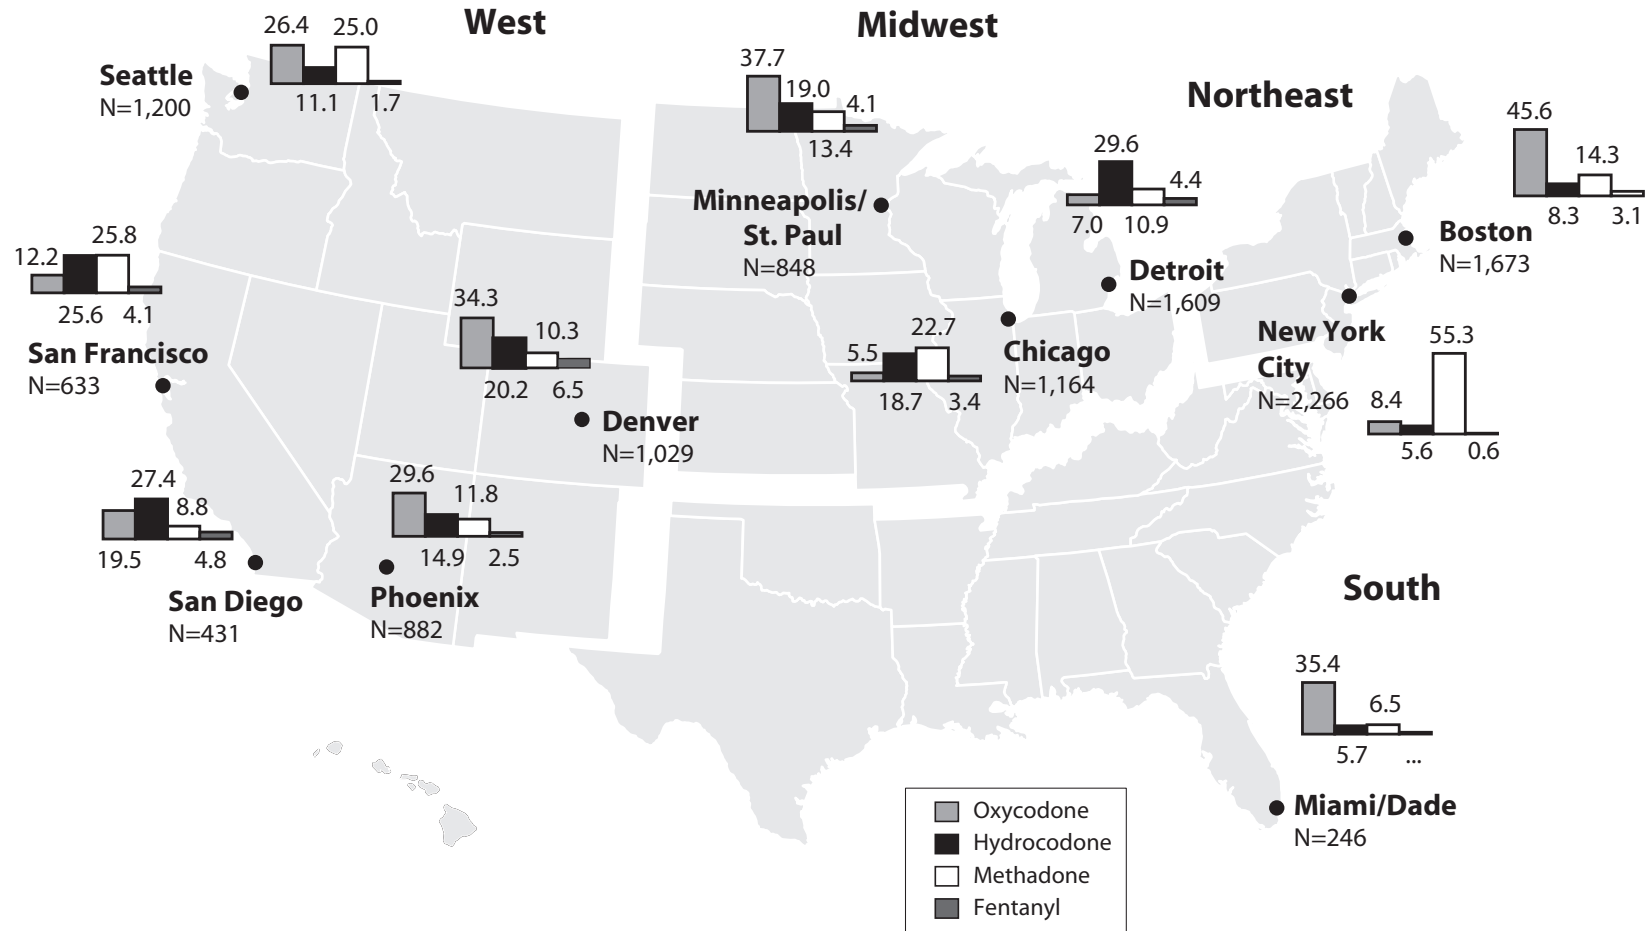 West
Midwest
Northeast
South
26.4 25.0
Seattle
N=1,200
11.1 1.7
12.2 25.8
25.6 4.1
San Francisco
N=633
34.3 10.3
20.2 6.5
Denver
N=1,029
27.4
8.8
19.5 4.8
San Diego
N=431
29.6 11.8
14.9 2.5
Phoenix
N=882
37.7
19.0 4.1
13.4
Minneapolis/
St. Paul
N=848
29.6
4.4
7.0 10.9
Detroit
N=1,609
22.7
5.5
18.7 3.4
Chicago
N=1,164
45.6
14.3
8.3 3.1
Boston
N=1,673
New York
City
N=2,266
55.3
8.4
5.6 0.6
35.4
6.5
5.7 ...
Miami/Dade
N=246
Oxycodone
Hydrocodone
Methadone
Fentanyl